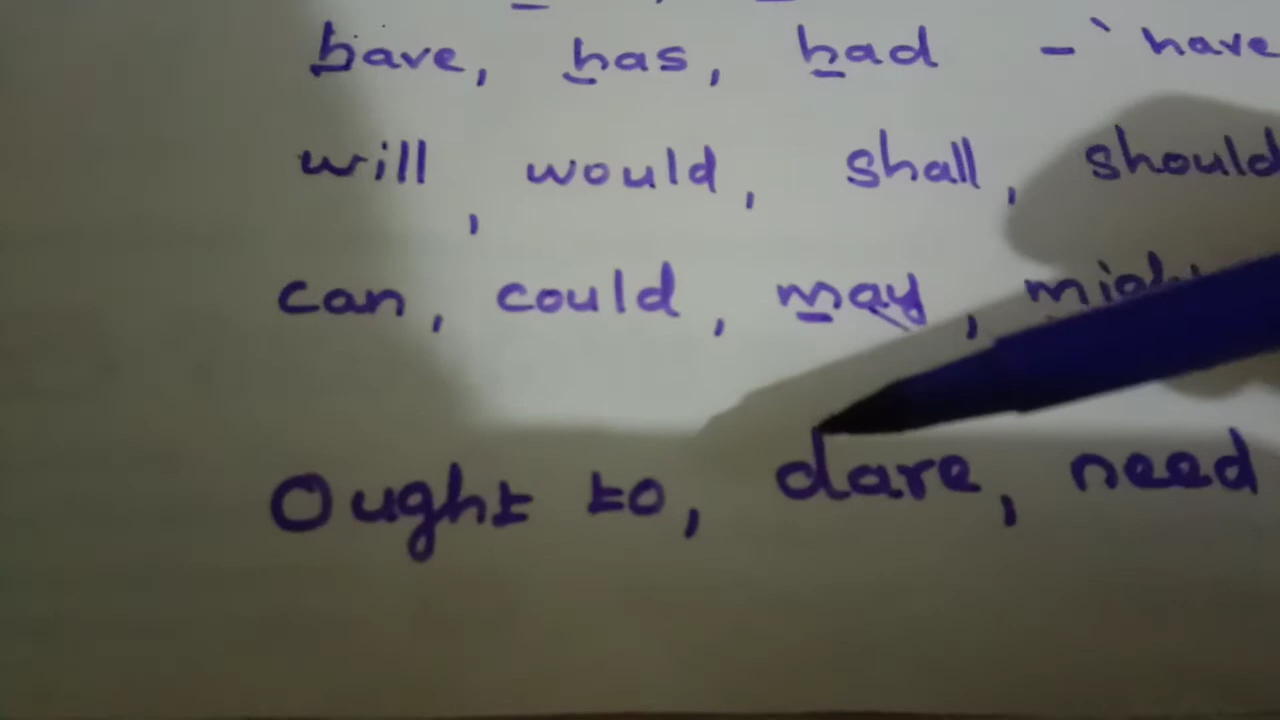 have, has, had - `have
will, would, shall, should
can, could, may,
Ought to, dare, need